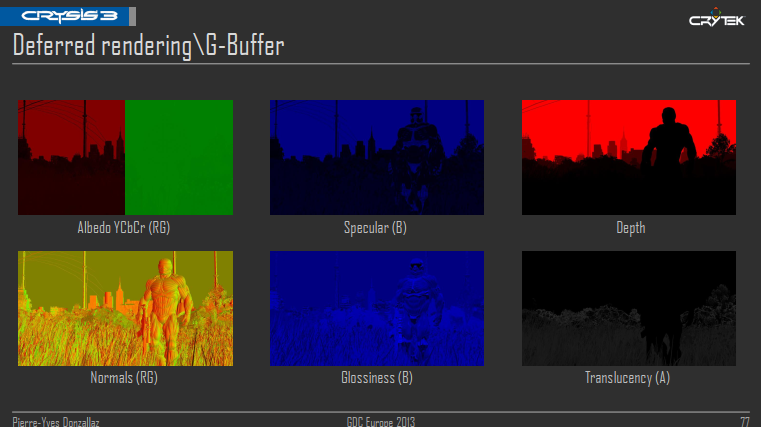 CRYSIS 3
CRYTEK
Deferred rendering\G-Buffer
Albedo YCbCr (RG)
Specular (B)
Depth
Normals (RG)
Glossiness (B)
Translucency (A)
Pierre-Yves Donzallaz
GDC Europe 2013
77